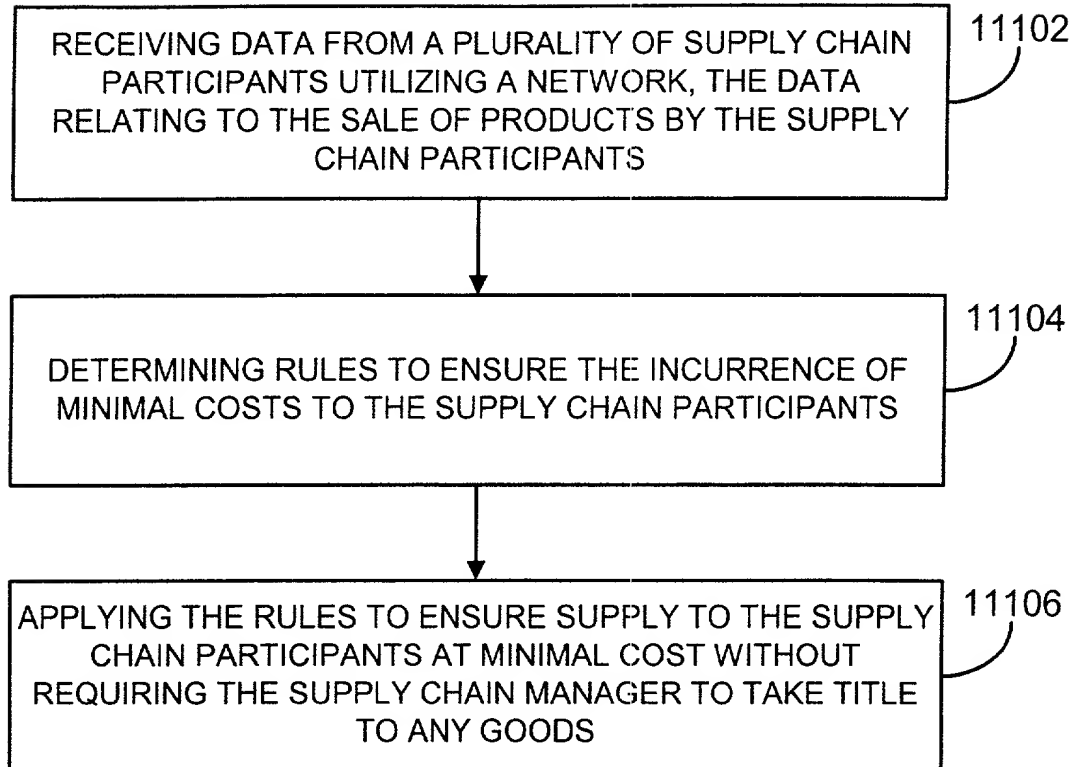 RECEIVING DATA FROM A PLURALITY OF SUPPLY CHAIN
PARTICIPANTS UTILIZING A NETWORK, THE DATA
RELATING TO THE SALE OF PRODUCTS BY THE SUPPLY
CHAIN PARTICIPANTS
11102
DETERMINING RULES TO ENSURE THE INCURRENCE OF
MINIMAL COSTS TO THE SUPPLY CHAIN PARTICIPANTS
11104
APPLYING THE RULES TO ENSURE SUPPLY TO THE SUPPLY
CHAIN PARTICIPANTS AT MINIMAL COST WITHOUT
REQUIRING THE SUPPLY CHAIN MANAGER TO TAKE TITLE
TO ANY GOODS
11106